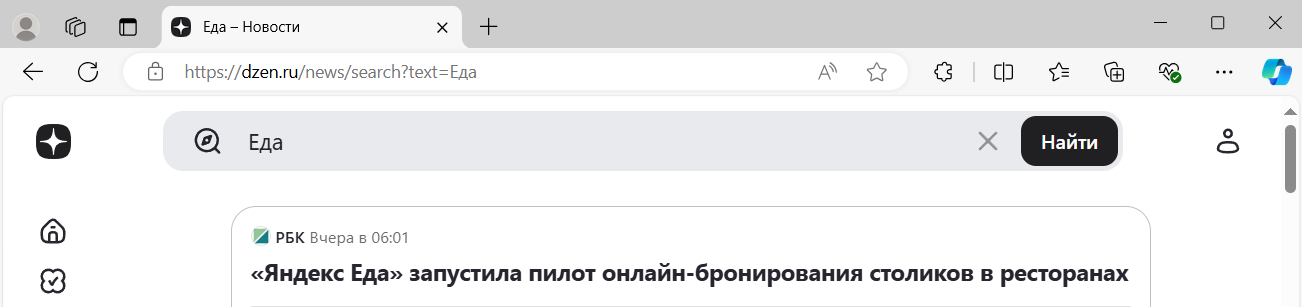 Еда – Новости
https://dzen.ru/news/search?text=Еда
Еда
Найти
РБК Вчера в 06:01
«Яндекс Еда» запустила пилот онлайн-бронирования столиков в ресторанах